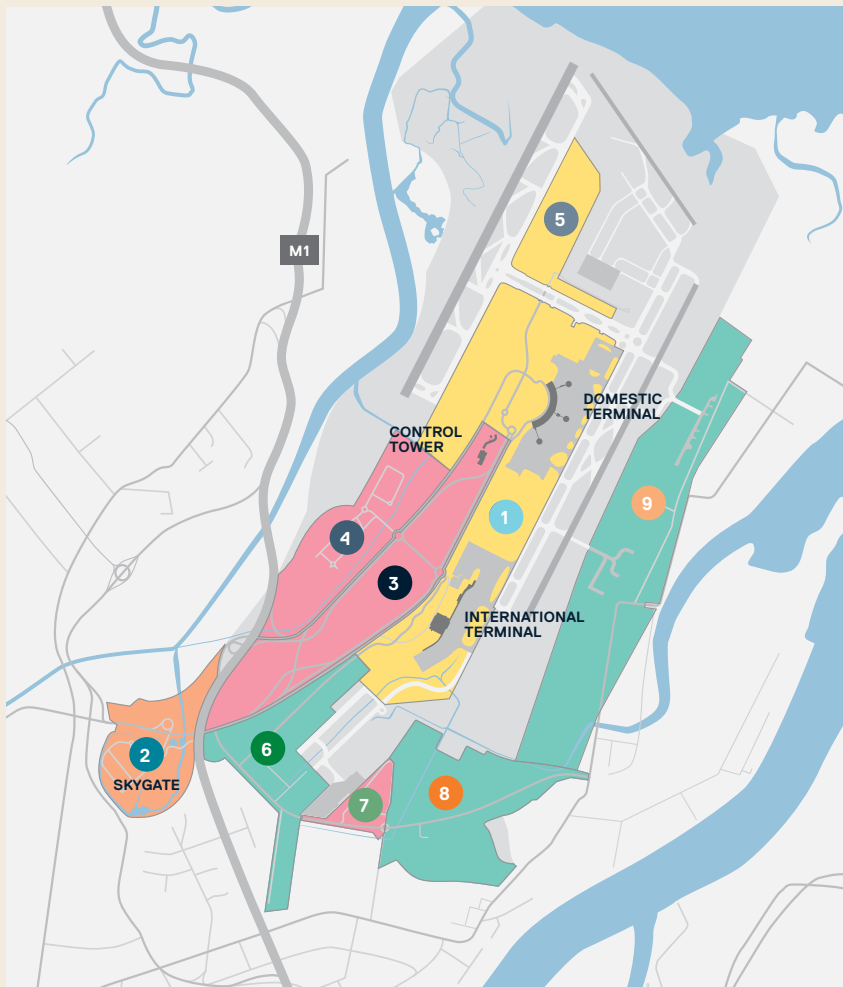 5
M1
DOMESTIC
TERMINAL
CONTROL
TOWER
9
1
4
3
INTERNATIONAL
TERMINAL
6
2
SKYGATE
8
7